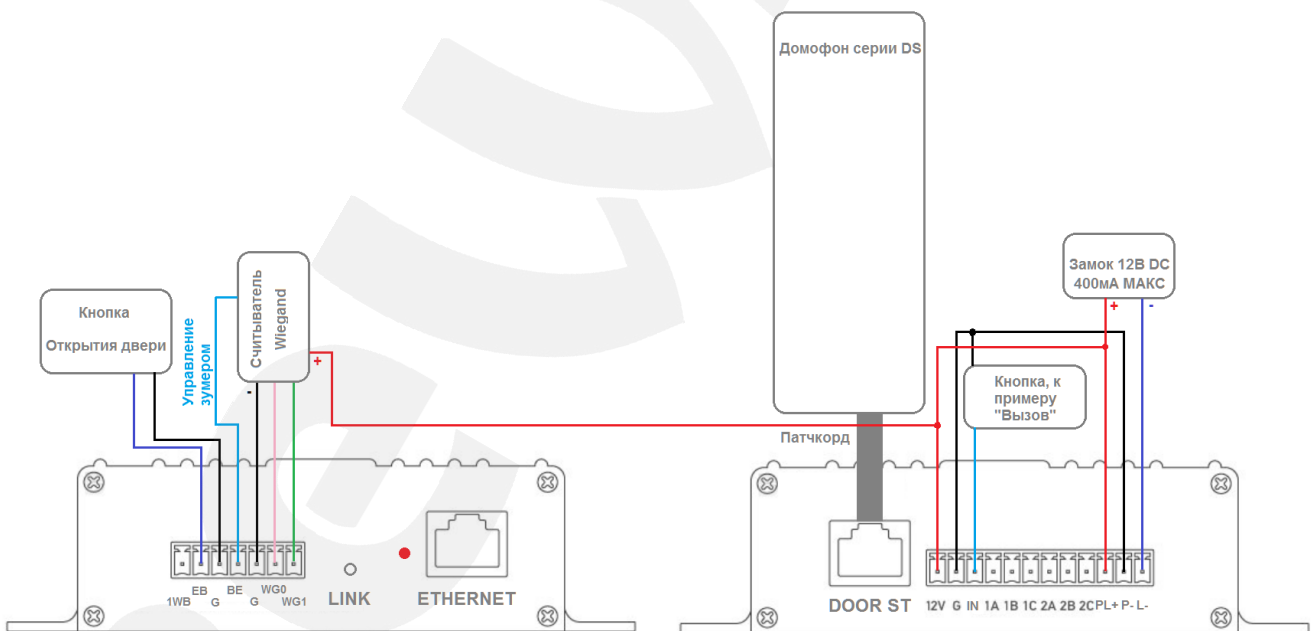 Домофон серии DS
Замок 12В DC
400мА МАКС
+
-
Кнопка
Открытия двери
Управление
зумером
Считыватель
Wiegand
+
-
Кнопка, к
примеру
"Вызов"
Патчкорд
1WB EB G BE G WG0 WG1
LINK
ETHERNET
DOOR ST
12V G IN 1A 1B 1C 2A 2B 2C PL+ P- L-